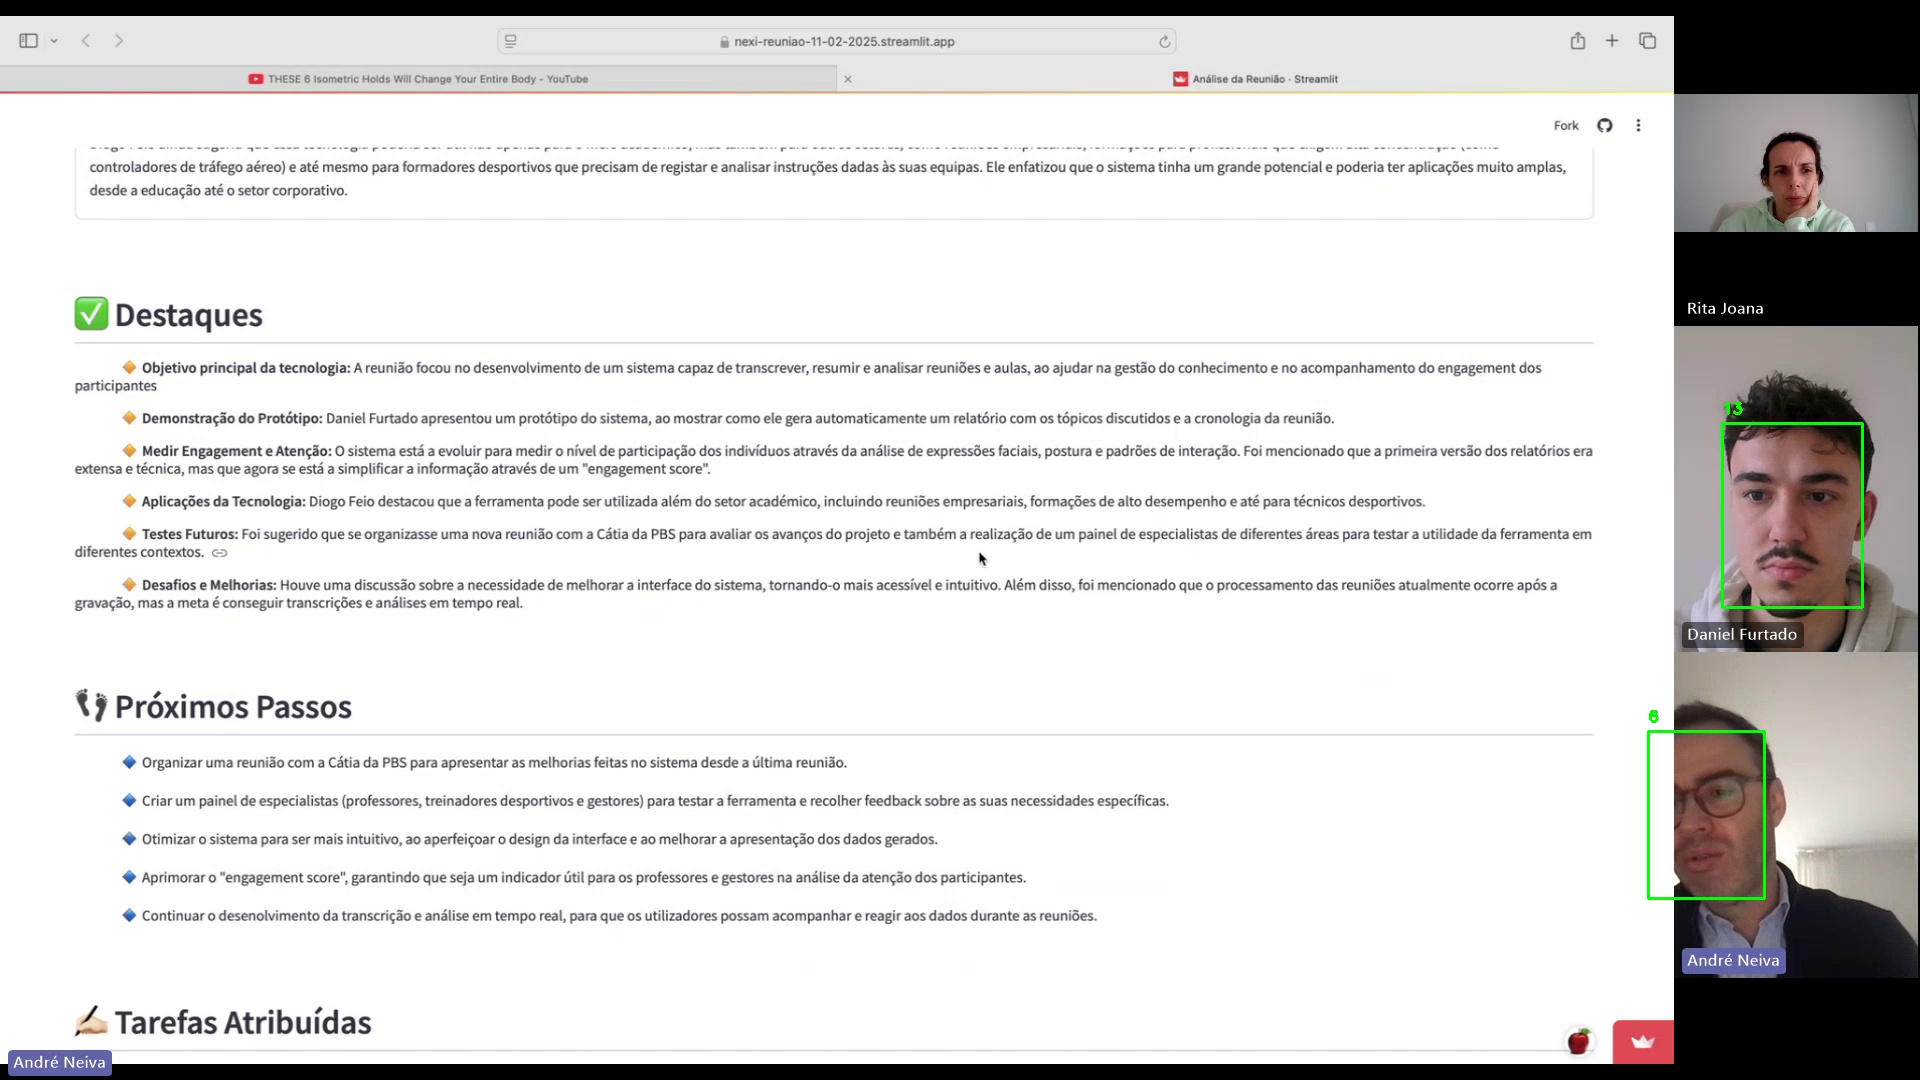 nexi-reuniao-11-02-2025.streamlit.app
THESE 6 Isometric Holds Will Change Your Entire Body - YouTube
Análise da Reunião · Streamlit
Fork
controladores de tráfego aéreo) e até mesmo para formadores desportivos que precisam de registar e analisar instruções dadas às suas equipas. Ele enfatizou que o sistema tinha um grande potencial e poderia ter aplicações muito amplas,
desde a educação até o setor corporativo.
Destaques
Objetivo principal da tecnologia: A reunião focou no desenvolvimento de um sistema capaz de transcrever, resumir e analisar reuniões e aulas, ao ajudar na gestão do conhecimento e no acompanhamento do engagement dos
participantes
Demonstração do Protótipo: Daniel Furtado apresentou um protótipo do sistema, ao mostrar como ele gera automaticamente um relatório com os tópicos discutidos e a cronologia da reunião.
Medir Engagement e Atenção: O sistema está a evoluir para medir o nível de participação dos indivíduos através da análise de expressões faciais, postura e padrões de interação. Foi mencionado que a primeira versão dos relatórios era
extensa e técnica, mas que agora se está a simplificar a informação através de um "engagement score".
Aplicações da Tecnologia: Diogo Feio destacou que a ferramenta pode ser utilizada além do setor académico, incluindo reuniões empresariais, formações de alto desempenho e até para técnicos desportivos.
Testes Futuros: Foi sugerido que se organizasse uma nova reunião com a Cátia da PBS para avaliar os avanços do projeto e também a realização de um painel de especialistas de diferentes áreas para testar a utilidade da ferramenta em
diferentes contextos.
Desafios e Melhorias: Houve uma discussão sobre a necessidade de melhorar a interface do sistema, tornando-o mais acessível e intuitivo. Além disso, foi mencionado que o processamento das reuniões atualmente ocorre após a
gravação, mas a meta é conseguir transcrições e análises em tempo real.
Próximos Passos
Organizar uma reunião com a Cátia da PBS para apresentar as melhorias feitas no sistema desde a última reunião.
Criar um painel de especialistas (professores, treinadores desportivos e gestores) para testar a ferramenta e recolher feedback sobre as suas necessidades específicas.
Otimizar o sistema para ser mais intuitivo, ao aperfeiçoar o design da interface e ao melhorar a apresentação dos dados gerados.
Aprimorar o "engagement score", garantindo que seja um indicador útil para os professores e gestores na análise da atenção dos participantes.
Continuar o desenolvimento da transcrição e análise em tempo real, para que os utilizadores possam acompanhar e reagir aos dados durante as reuniões.
Tarefas Atribuídas
André Neiva
Rita Joana
13
Daniel Furtado
6
André Neiva